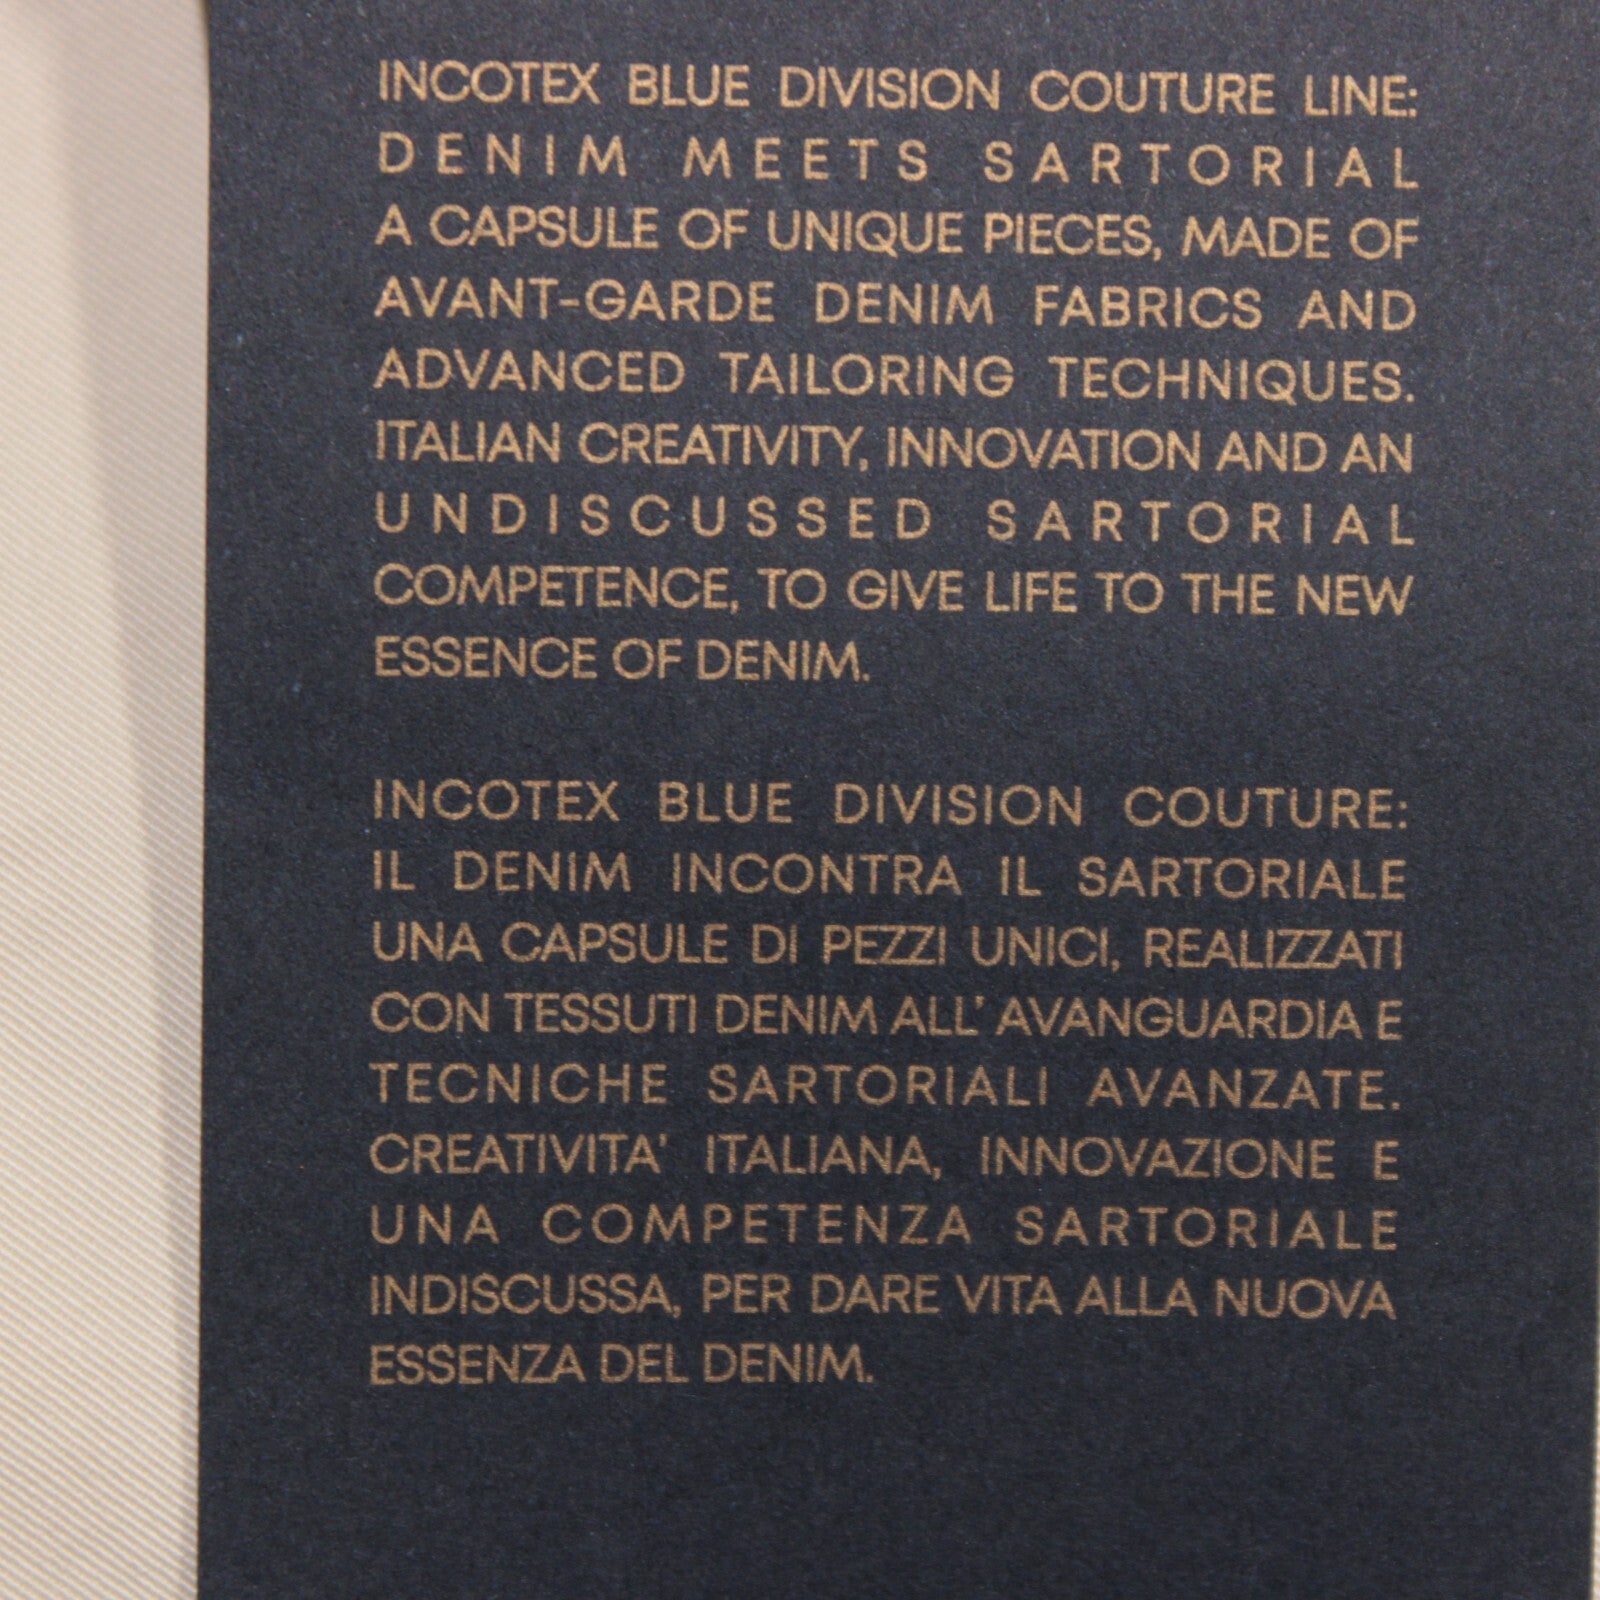 INCOTEX BLUE DIVISION COUTURE LINE:
DENIM MEETS SARTORIAL
A CAPSULE OF UNIQUE PIECES, MADE OF
AVANT-GARDE DENIM FABRICS AND
ADVANCED TAILORING TECHNIQUES.
ITALIAN CREATIVITY, INNOVATION AND AN
UNDISCUSSED SARTORIAL
COMPETENCE, TO GIVE LIFE TO THE NEW
ESSENCE OF DENIM.
INCOTEX BLUE DIVISION COUTURE:
IL DENIM INCONTRA IL SARTORIALE
UNA CAPSULE DI PEZZI UNICI, REALIZZATI
CON TESSUTI DENIM ALL' AVANGUARDIA E
TECNICHE SARTORIALI AVANZATE.
CREATIVITA' ITALIANA, INNOVAZIONE E
UNA COMPETENZA SARTORIALE
INDISCUSSA, PER DARE VITA ALLA NUOVA
ESSENZA DEL DENIM.